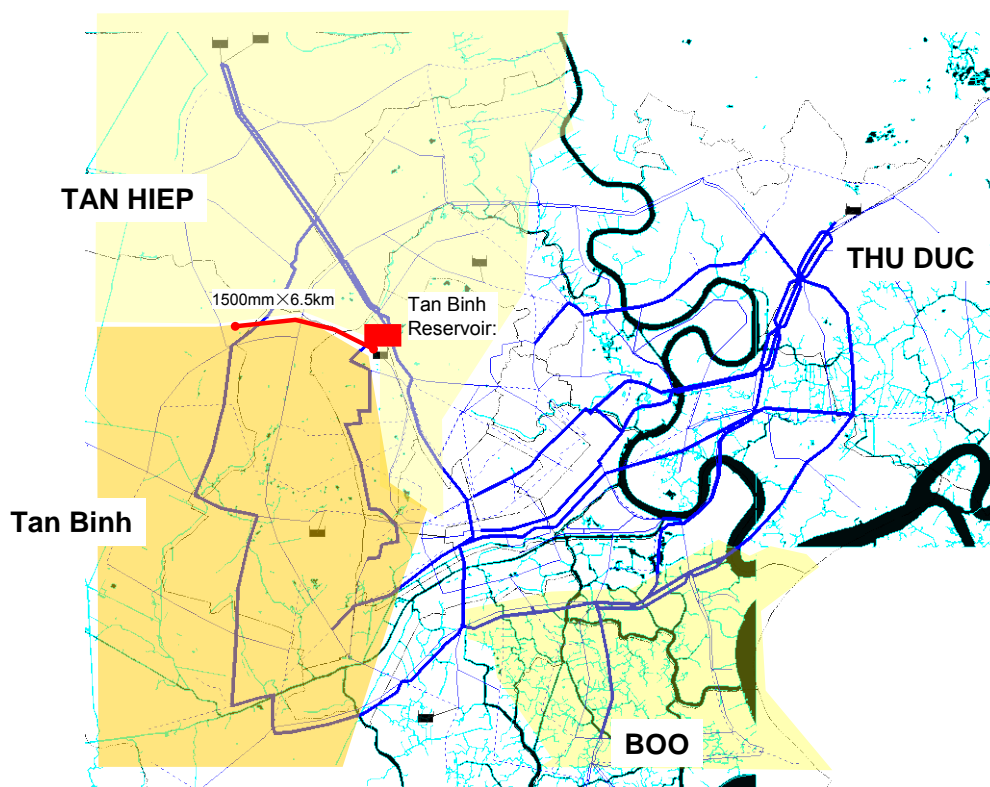 TAN HIEP
THU DUC
1500mm×6.5km
Tan Binh
Reservoir:
Tan Binh
BOO